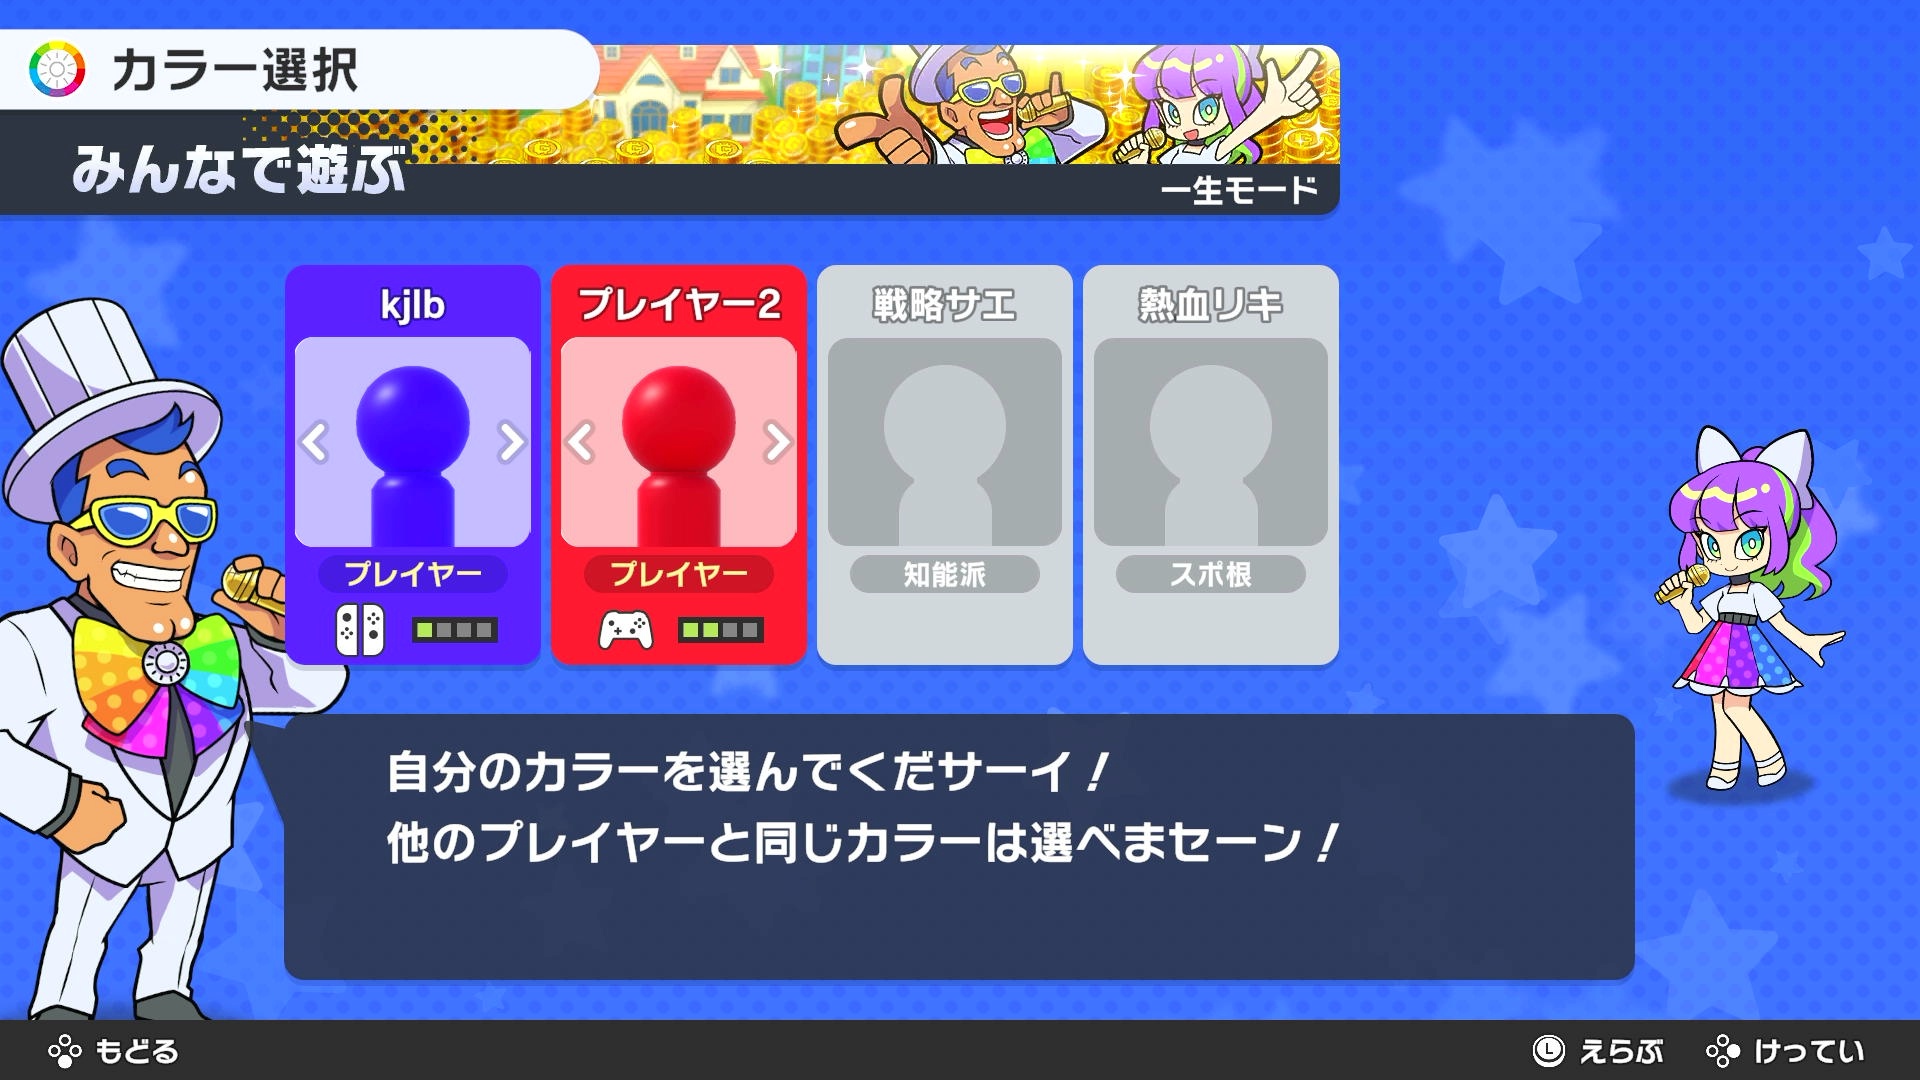 カラー選択
みんなで遊ぶ
一生モード
kjlb
プレイヤー2
戦略サエ
熱血リキ
プレイヤー
プレイヤー
知能派
スポ根
自分のカラーを選んでくだサーイ！
他のプレイヤーと同じカラーは選べまセーン！
もどる
L えらぶ
けってい